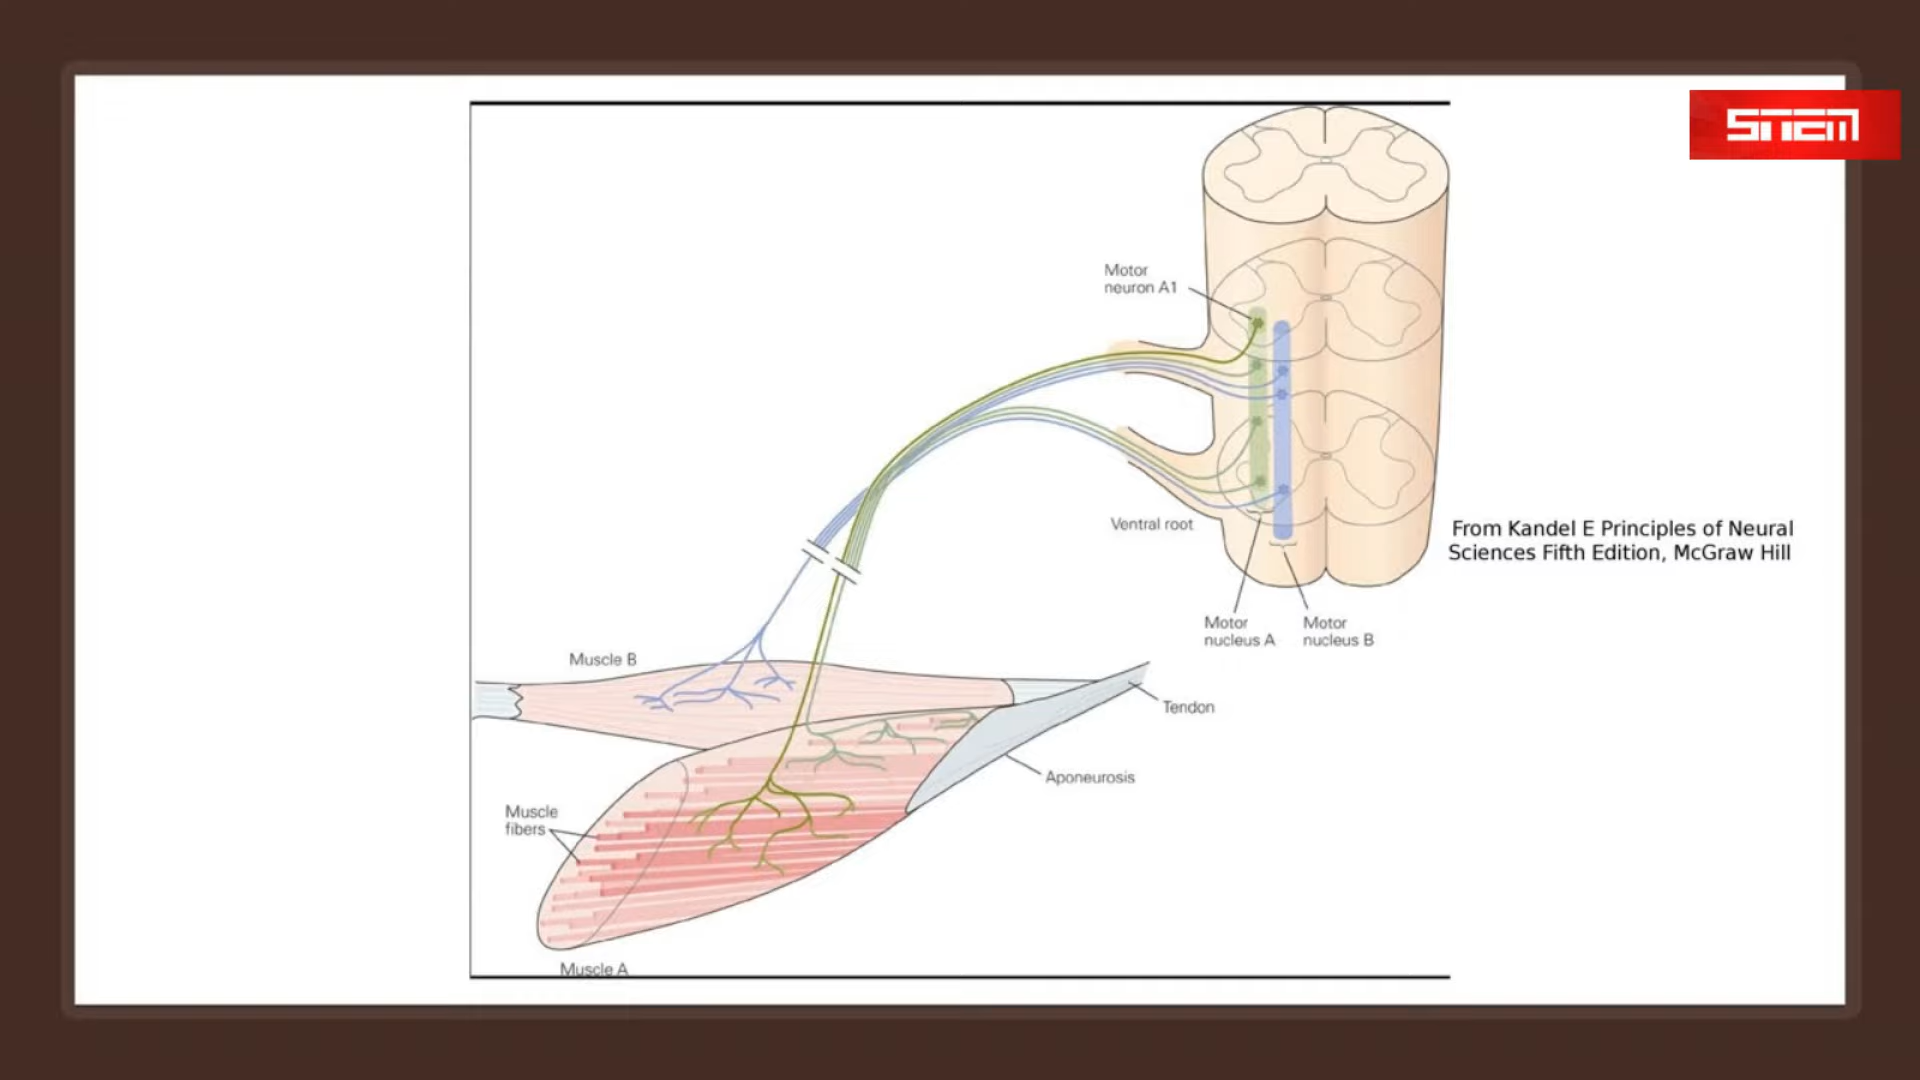 SNEM
Motor
neuron A1
Ventral root
From Kandel E Principles of Neural
Sciences Fifth Edition, McGraw Hill
Motor
nucleus A
Motor
nucleus B
Muscle B
Tendon
Aponeurosis
Muscle
fibers
Muscle A